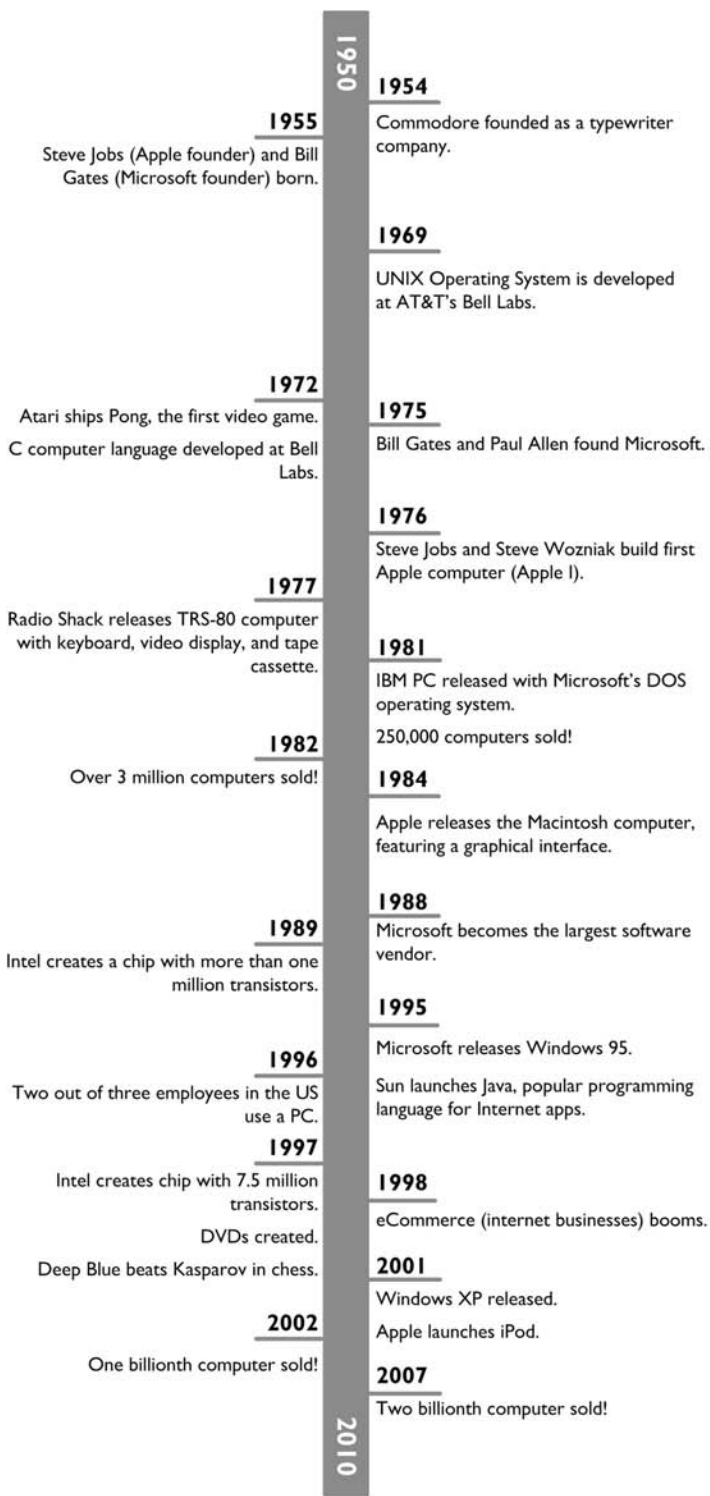 1950
1954
Commodore founded as a typewriter
company.
1955
Steve Jobs (Apple founder) and Bill
Gates (Microsoft founder) born.
1969
UNIX Operating System is developed
at AT&T's Bell Labs.
1972
Atari ships Pong, the first video game.
C computer language developed at Bell
Labs.
1975
Bill Gates and Paul Allen found Microsoft.
1976
Steve Jobs and Steve Wozniak build first
Apple computer (Apple I).
1977
Radio Shack releases TRS-80 computer
with keyboard, video display, and tape
cassette.
1981
IBM PC released with Microsoft's DOS
operating system.
250,000 computers sold!
1982
Over 3 million computers sold!
1984
Apple releases the Macintosh computer,
featuring a graphical interface.
1988
Microsoft becomes the largest software
vendor.
1989
Intel creates a chip with more than one
million transistors.
1995
Microsoft releases Windows 95.
Sun launches Java, popular programming
language for Internet apps.
1996
Two out of three employees in the US
use a PC.
1997
Intel creates chip with 7.5 million
transistors.
DVDs created.
Deep Blue beats Kasparov in chess.
1998
eCommerce (internet businesses) booms.
2001
Windows XP released.
Apple launches iPod.
2002
One billionth computer sold!
2007
Two billionth computer sold!
2010